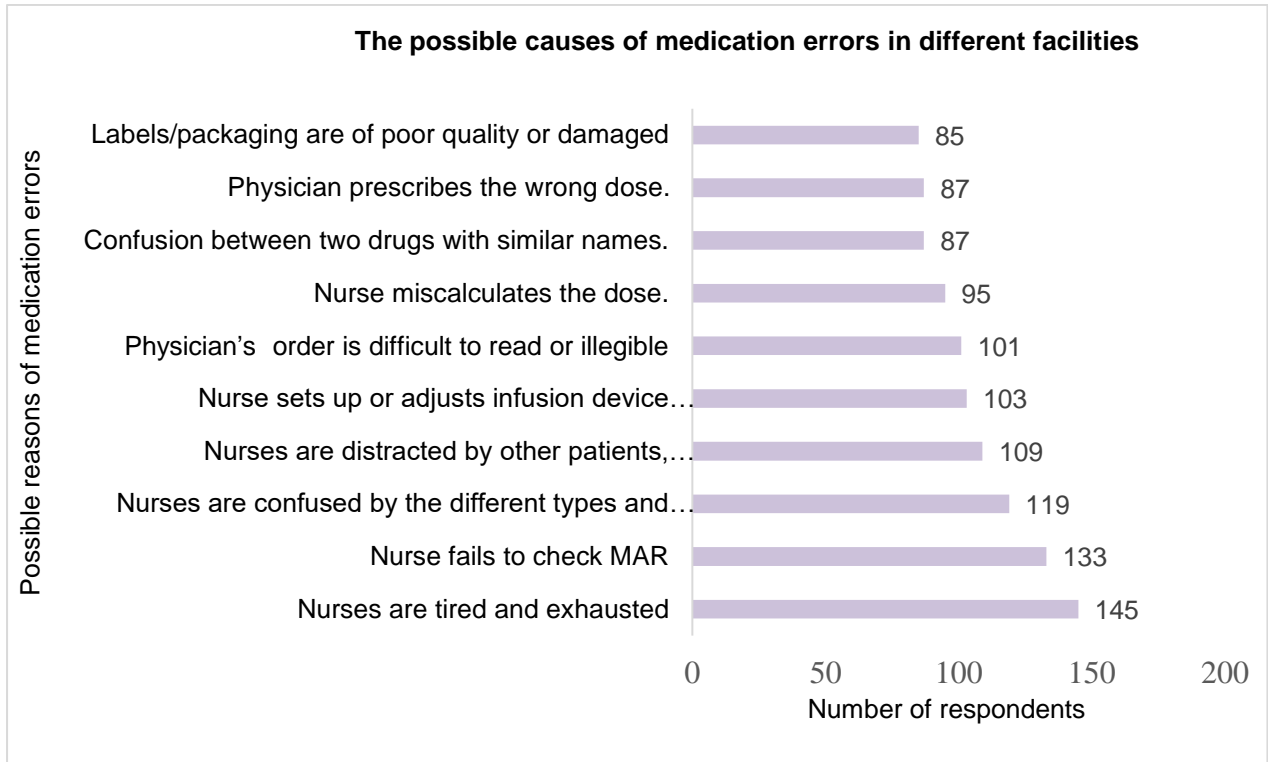 The possible causes of medication errors in different facilities
Possible reasons of medication errors
Labels/packaging are of poor quality or damaged 85
Physician prescribes the wrong dose. 87
Confusion between two drugs with similar names. 87
Nurse miscalculates the dose. 95
Physician’s  order is difficult to read or illegible 101
Nurse sets up or adjusts infusion device… 103
Nurses are distracted by other patients,… 109
Nurses are confused by the different types and… 119
Nurse fails to check MAR 133
Nurses are tired and exhausted 145
0 50 100 150 200
Number of respondents